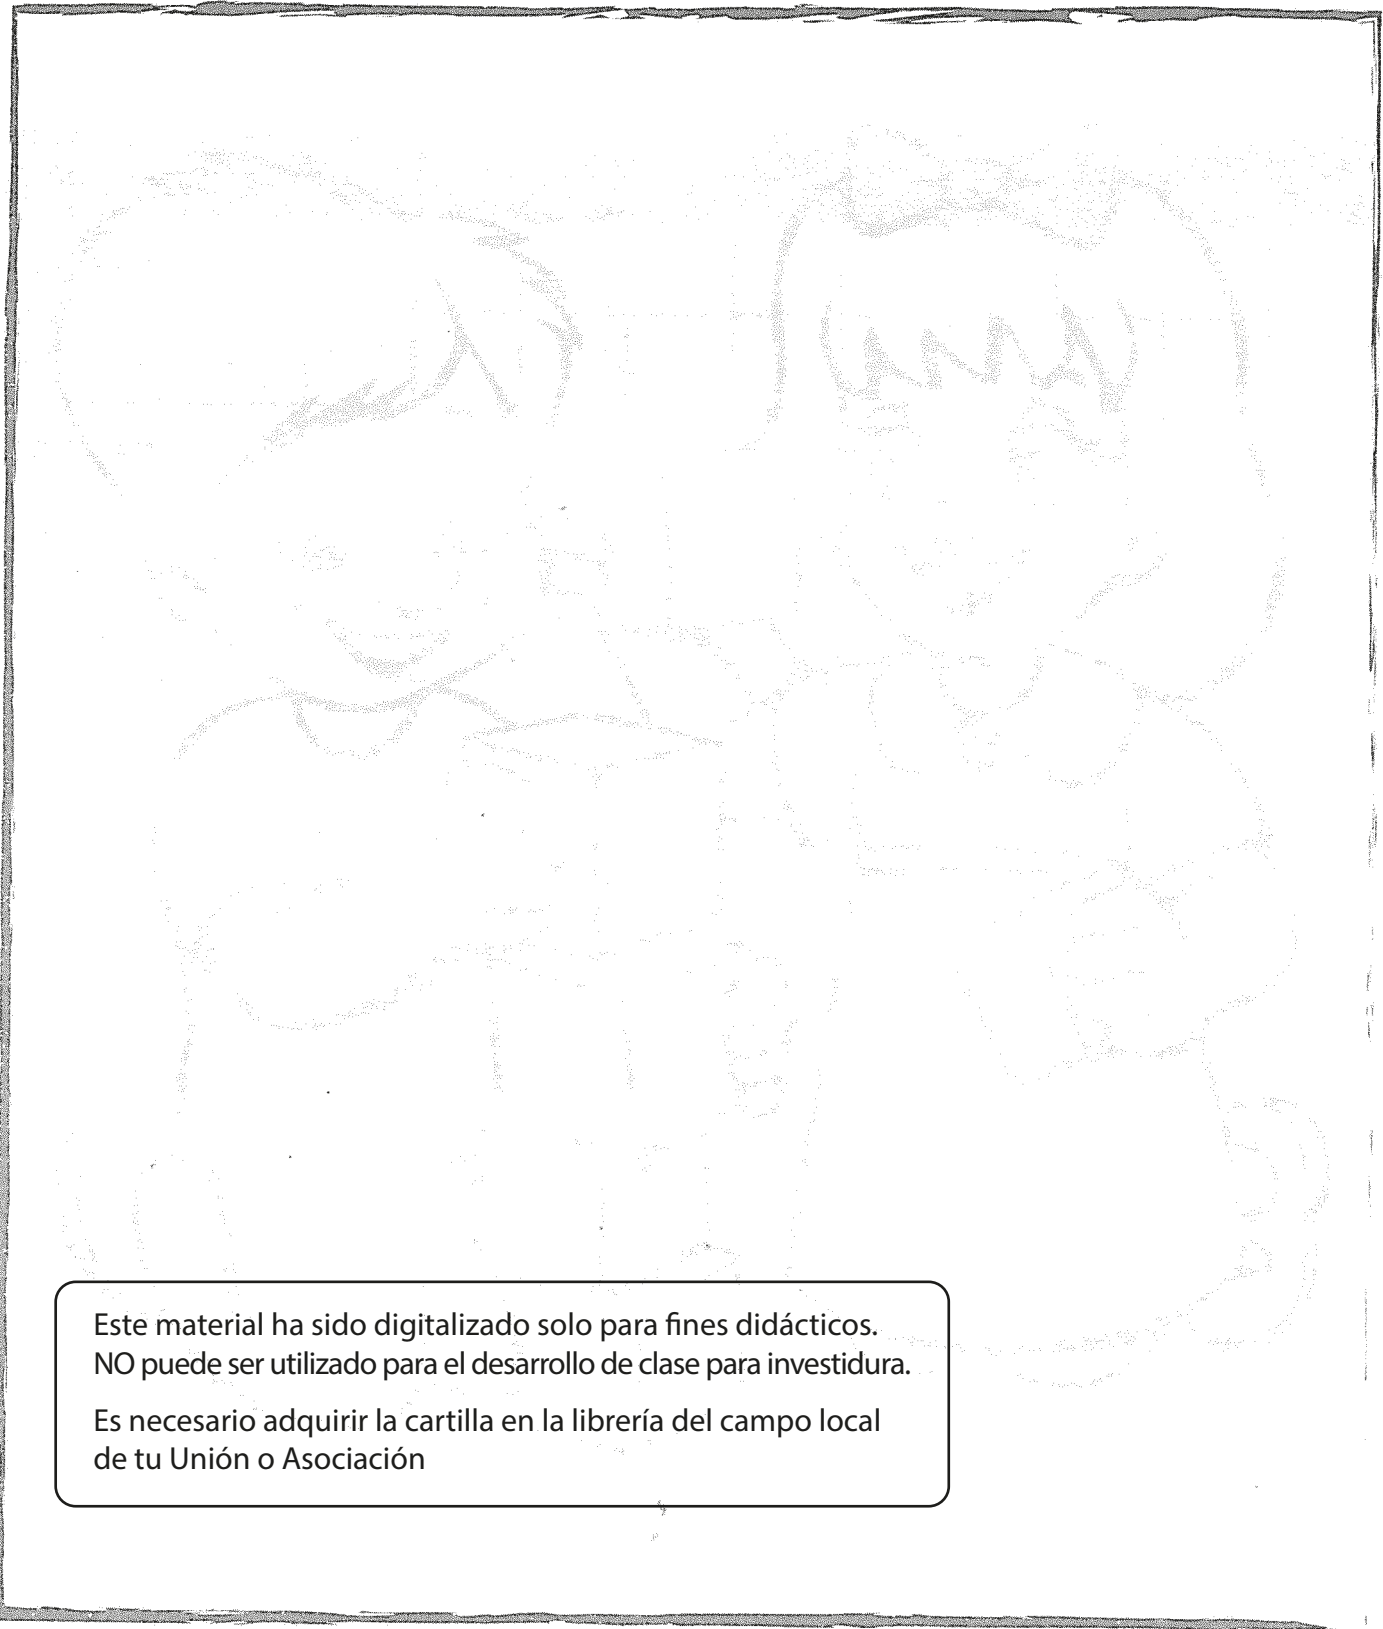 Este material ha sido digitalizado solo para fines didácticos.
NO puede ser utilizado para el desarrollo de clase para investidura.
Es necesario adquirir la cartilla en la librería del campo local
de tu Unión o Asociación